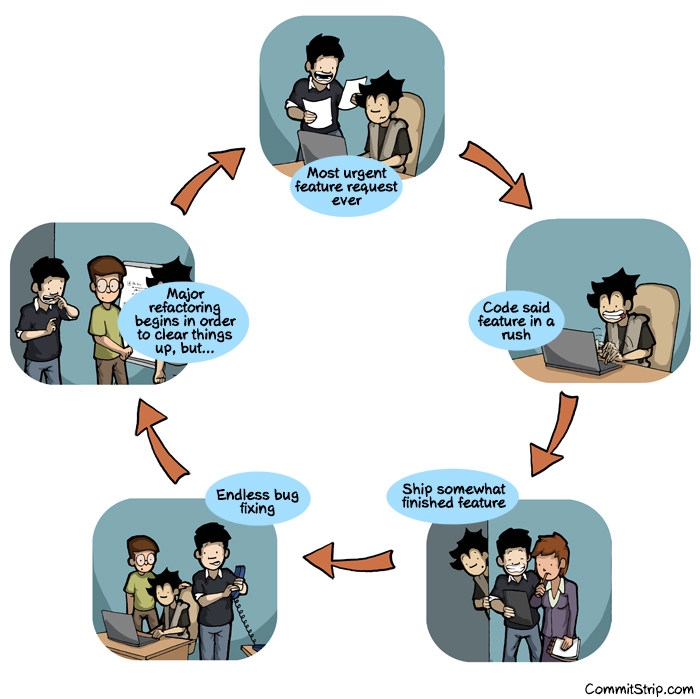 Most urgent
feature request
ever
Code said
feature in a
rush
Ship somewhat
finished feature
Endless bug
fixing
Major
refactoring
begins in order
to clear things
up, but...
CommitStrip.com